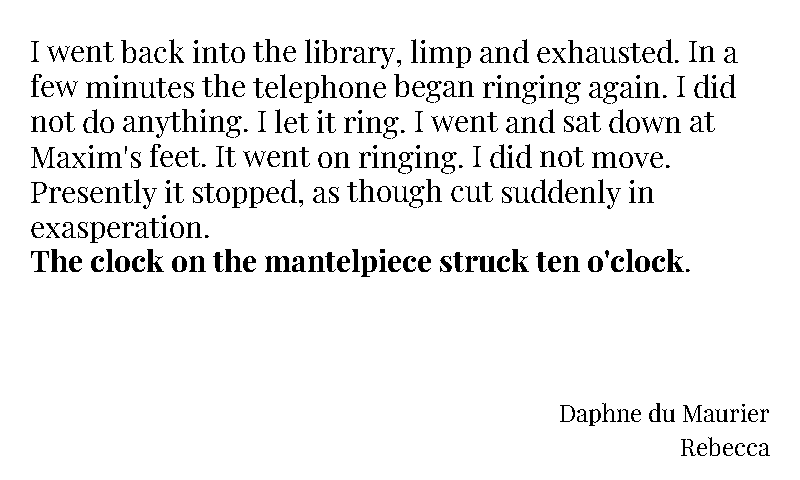 I went back into the library, limp and exhausted. In a
few minutes the telephone began ringing again. I did
not do anything. I let it ring. I went and sat down at
Maxim's feet. It went on ringing. I did not move.
Presently it stopped, as though cut suddenly in
exasperation.
The clock on the mantelpiece struck ten o'clock.
Daphne du Maurier
Rebecca